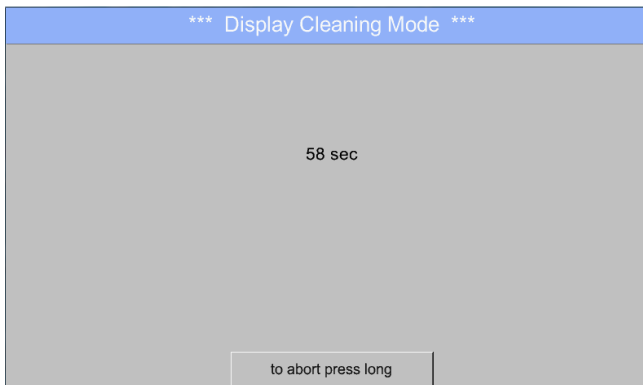 *** Display Cleaning Mode ***
58 sec
to abort press long